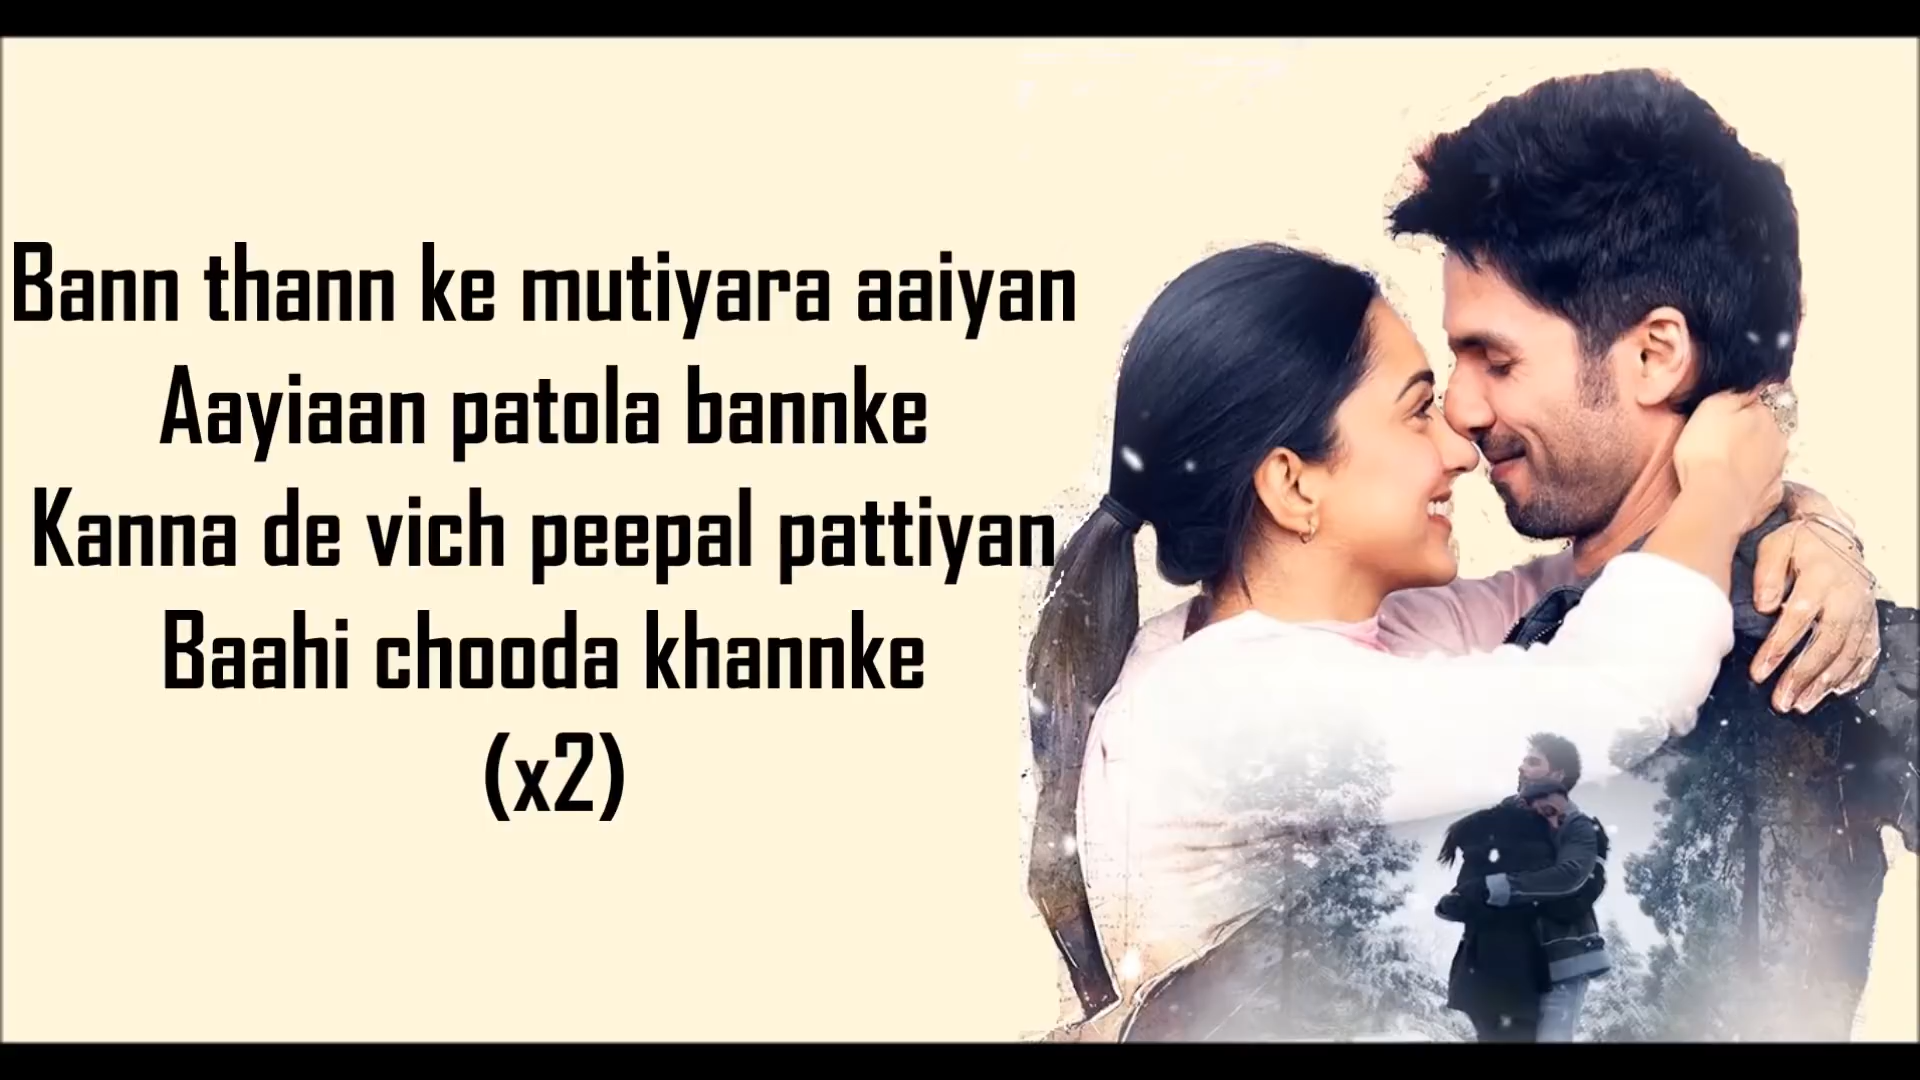 Bann thann ke mutiyara aaiyan
Aayiaan patola bannke
Kanna de vich peepal pattiyan
Baahi chooda khannke
(x2)